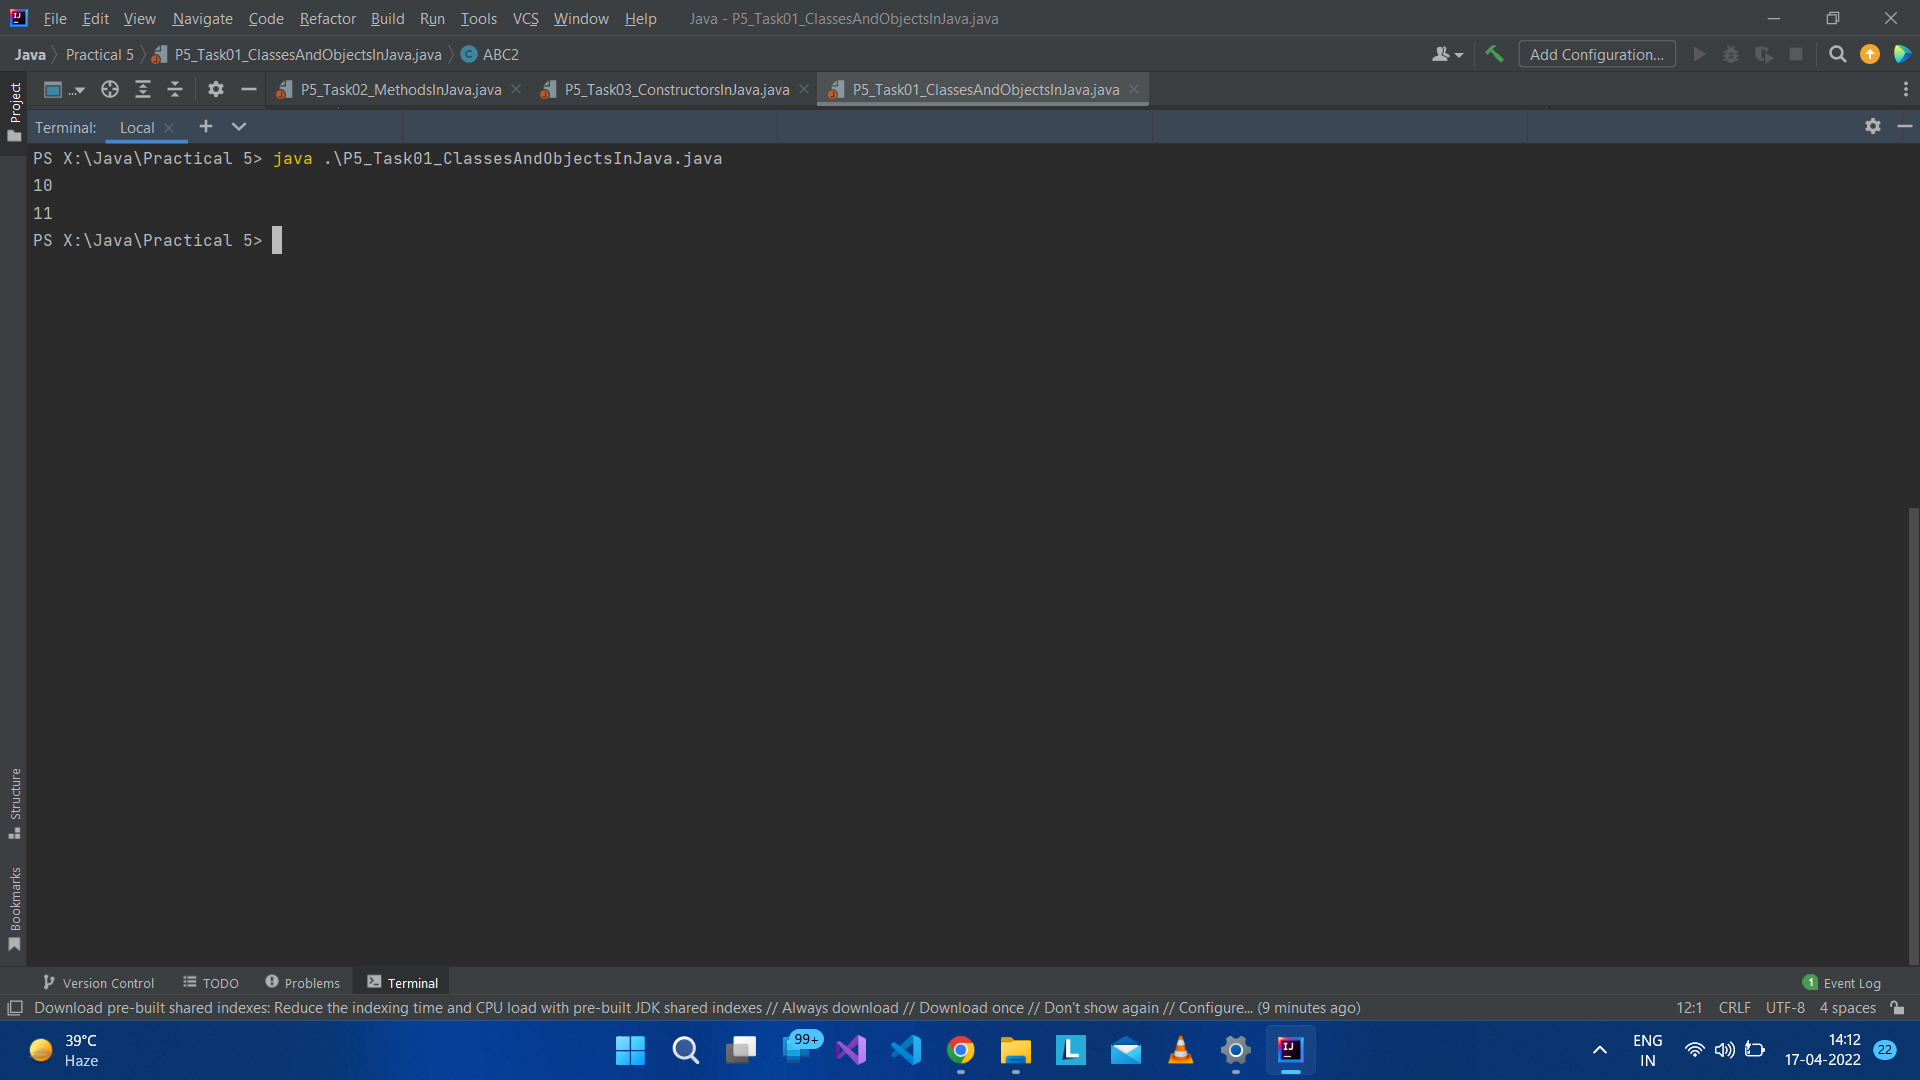 File Edit View Navigate Code Refactor Build Run Tools VCS Window Help Java - P5_Task01_ClassesAndObjectsInJava.java
Java Practical 5 P5_Task01_ClassesAndObjectsInJava.java C ABC2 Add Configuration...
Project
... P5_Task02_MethodsInJava.java P5_Task03_ConstructorsInJava.java P5_Task01_ClassesAndObjectsInJava.java
Terminal: Local
PS X:\Java\Practical 5> java .\P5_Task01_ClassesAndObjectsInJava.java
10
11
PS X:\Java\Practical 5>
Structure
Bookmarks
Version Control TODO Problems Terminal 1 Event Log
Download pre-built shared indexes: Reduce the indexing time and CPU load with pre-built JDK shared indexes // Always download // Download once // Don't show again // Configure... (9 minutes ago) 12:1 CRLF UTF-8 4 spaces
39°C
Haze
99+
L
IJ
ENG
IN
14:12
17-04-2022
22